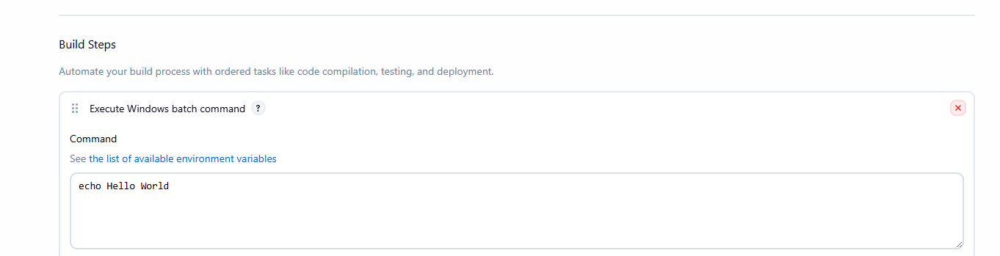 Build Steps
Automate your build process with ordered tasks like code compilation, testing, and deployment.
Execute Windows batch command ?
Command
See the list of available environment variables
echo Hello World